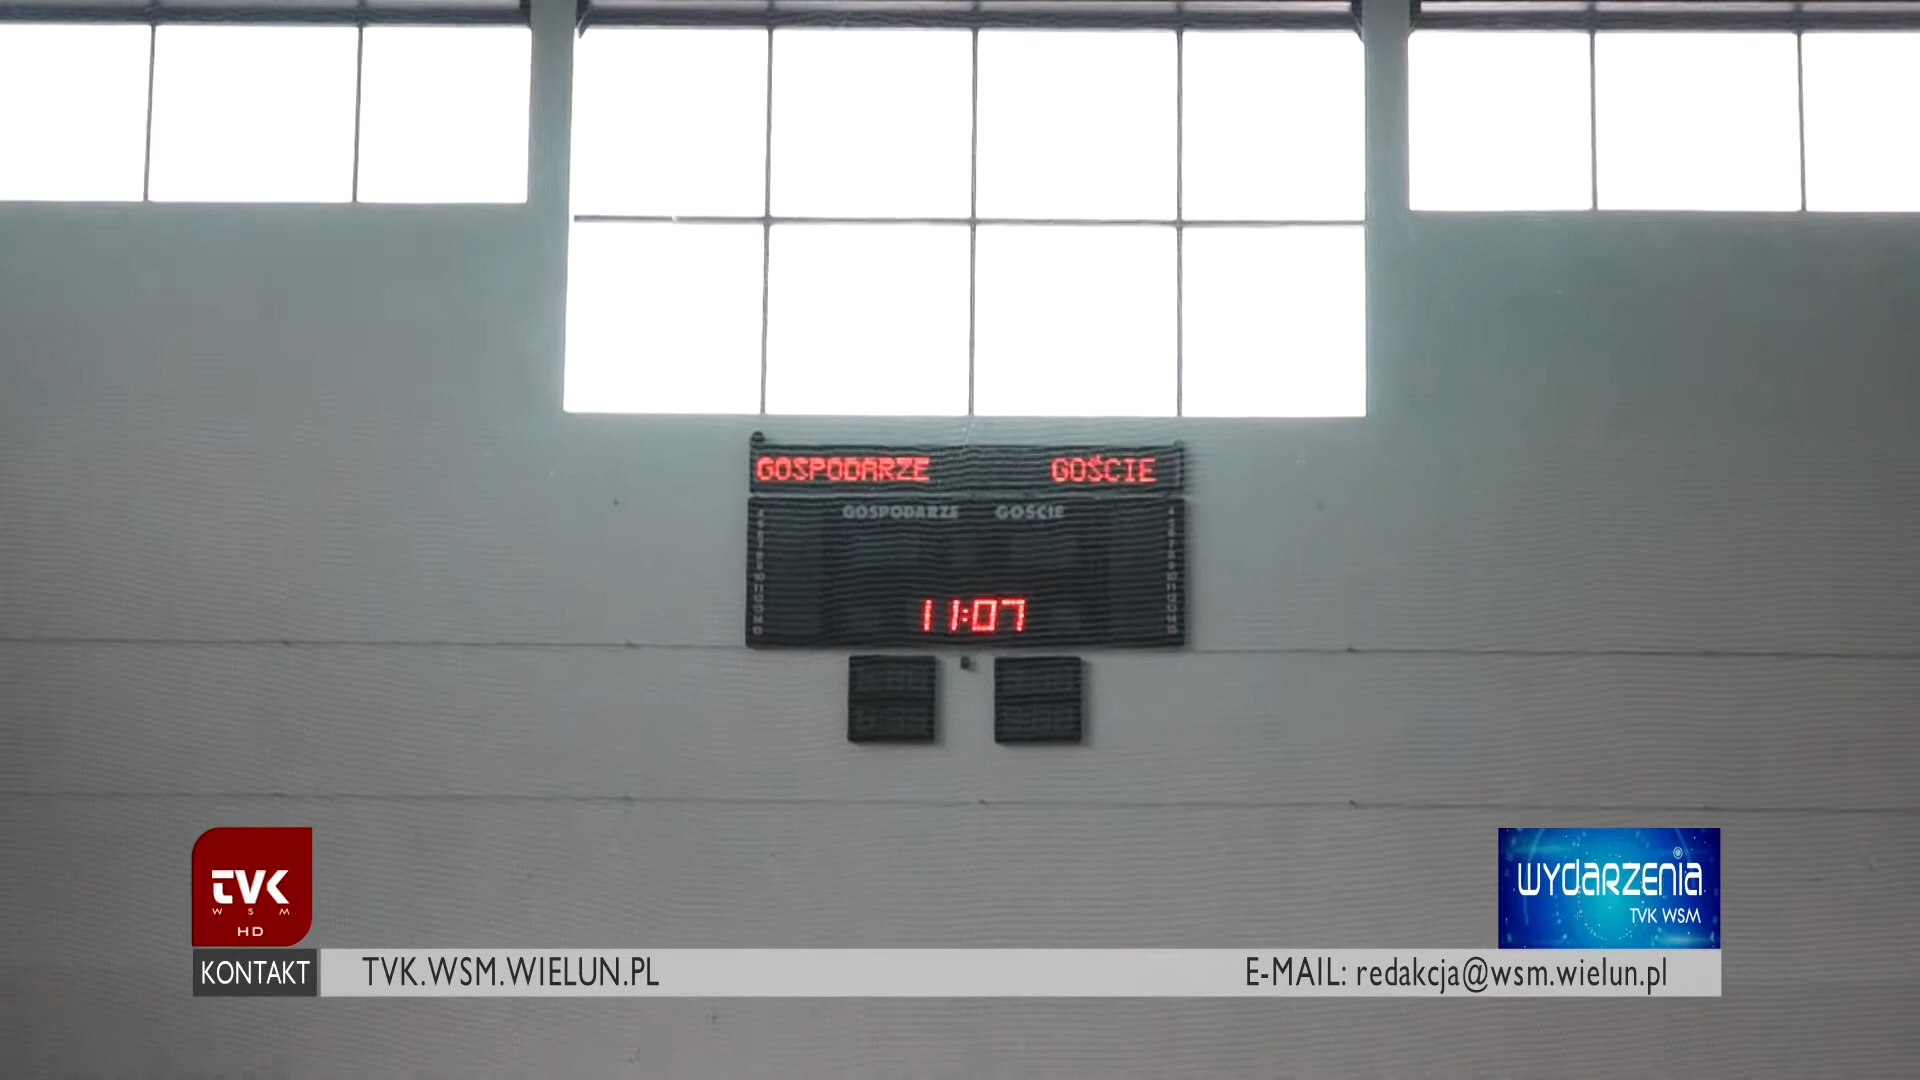 GOSPODARZE GOŚCIE
GOSPODARZE GOŚCIE
11:07
TVK
WSM
HD
WYDARZENIA
TVK WSM
KONTAKT TVK.WSM.WIELUN.PL E-MAIL: redakcja@wsm.wielun.pl